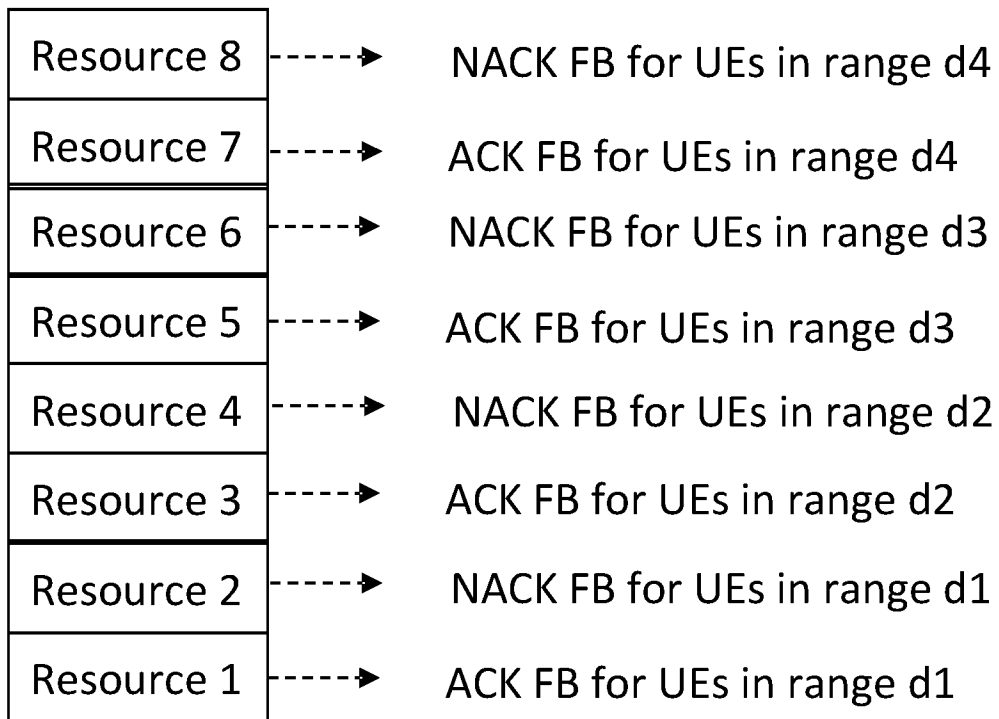 Resource 8 NACK FB for UEs in range d4
Resource 7 ACK FB for UEs in range d4
Resource 6 NACK FB for UEs in range d3
Resource 5 ACK FB for UEs in range d3
Resource 4 NACK FB for UEs in range d2
Resource 3 ACK FB for UEs in range d2
Resource 2 NACK FB for UEs in range d1
Resource 1 ACK FB for UEs in range d1